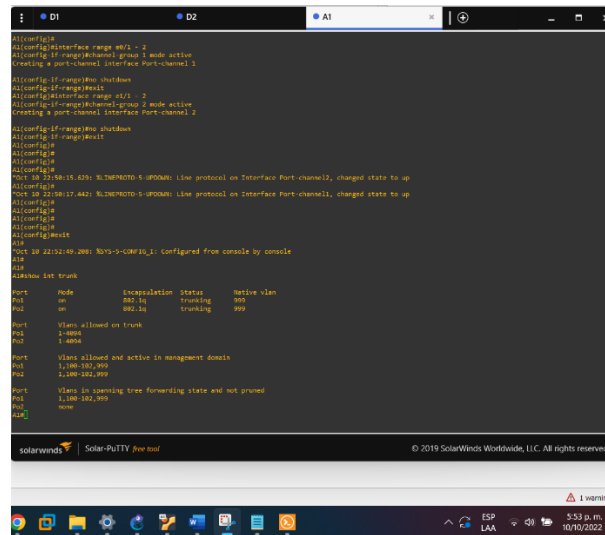 D1 D2 A1 ×
A1(config)#
A1(config)#interface range e0/1 - 2
A1(config-if-range)#channel-group 1 mode active
Creating a port-channel interface Port-channel 1
A1(config-if-range)#no shutdown
A1(config-if-range)#exit
A1(config)#interface range e1/1 - 2
A1(config-if-range)#channel-group 2 mode active
Creating a port-channel interface Port-channel 2
A1(config-if-range)#no shutdown
A1(config-if-range)#exit
A1(config)#
A1(config)#
A1(config)#
*Oct 10 22:50:15.629: %LINEPROTO-5-UPDOWN: Line protocol on Interface Port-channel2, changed state to up
A1(config)#
*Oct 10 22:50:17.442: %LINEPROTO-5-UPDOWN: Line protocol on Interface Port-channel1, changed state to up
A1(config)#
A1(config)#
A1(config)#
A1(config)#
A1(config)#exit
A1#
*Oct 10 22:52:49.208: %SYS-5-CONFIG_I: Configured from console by console
A1#
A1#
A1#show int trunk
Port Mode Encapsulation Status Native vlan
Po1 on 802.1q trunking 999
Po2 on 802.1q trunking 999
Port Vlans allowed on trunk
Po1 1-4094
Po2 1-4094
Port Vlans allowed and active in management domain
Po1 1,100-102,999
Po2 1,100-102,999
Port Vlans in spanning tree forwarding state and not pruned
Po1 1,100-102,999
Po2 none
A1#
solarwinds Solar-PuTTY free tool © 2019 SolarWinds Worldwide, LLC. All rights reserved
1 warni
ESP 5:53 p. m.
LAA 10/10/2022